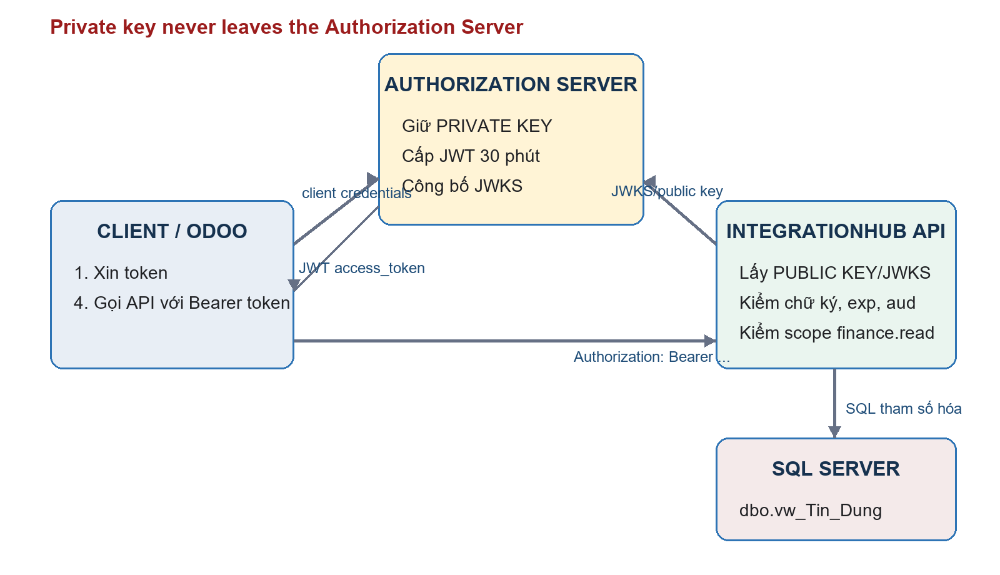 Private key never leaves the Authorization Server
AUTHORIZATION SERVER
Giữ PRIVATE KEY
Cấp JWT 30 phút
Công bố JWKS
client credentials
JWKS/public key
CLIENT / ODOO
1. Xin token
4. Gọi API với Bearer token
JWT access_token
INTEGRATIONHUB API
Lấy PUBLIC KEY/JWKS
Kiểm chữ ký, exp, aud
Kiểm scope finance.read
Authorization: Bearer ...
SQL tham số hóa
SQL SERVER
dbo.vw_Tin_Dung